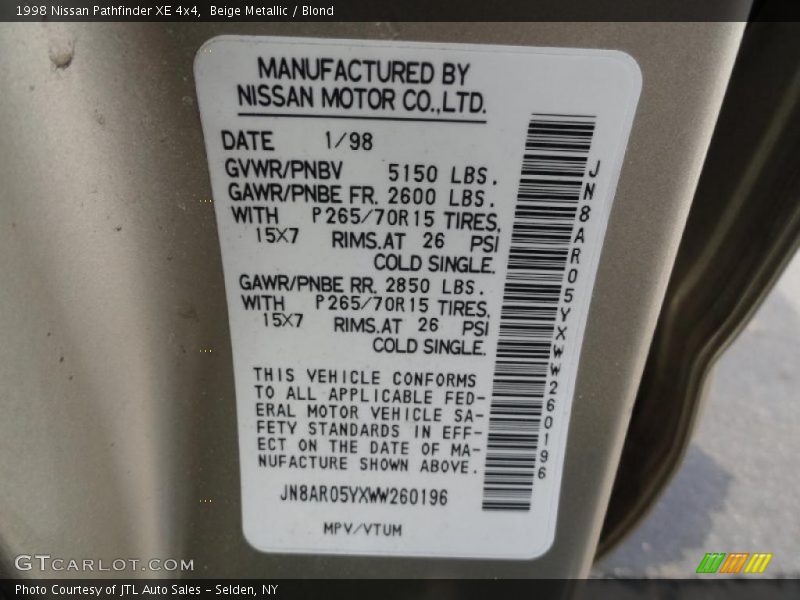 1998 Nissan Pathfinder XE 4x4, Beige Metallic / Blond
MANUFACTURED BY
NISSAN MOTOR CO.,LTD.
DATE 1/98
GVWR/PNBV 5150 LBS.
GAWR/PNBE FR. 2600 LBS.
WITH P265/70R15 TIRES,
15X7 RIMS.AT 26 PSI
COLD SINGLE.
GAWR/PNBE RR. 2850 LBS.
WITH P265/70R15 TIRES,
15X7 RIMS.AT 26 PSI
COLD SINGLE.
THIS VEHICLE CONFORMS
TO ALL APPLICABLE FED-
ERAL MOTOR VEHICLE SA-
FETY STANDARDS IN EFF-
ECT ON THE DATE OF MA-
NUFACTURE SHOWN ABOVE.
JN8AR05YXWW260196
MPV/VTUM
JN8AR05YXWW260196
GTCARLOT.COM
Photo Courtesy of JTL Auto Sales - Selden, NY